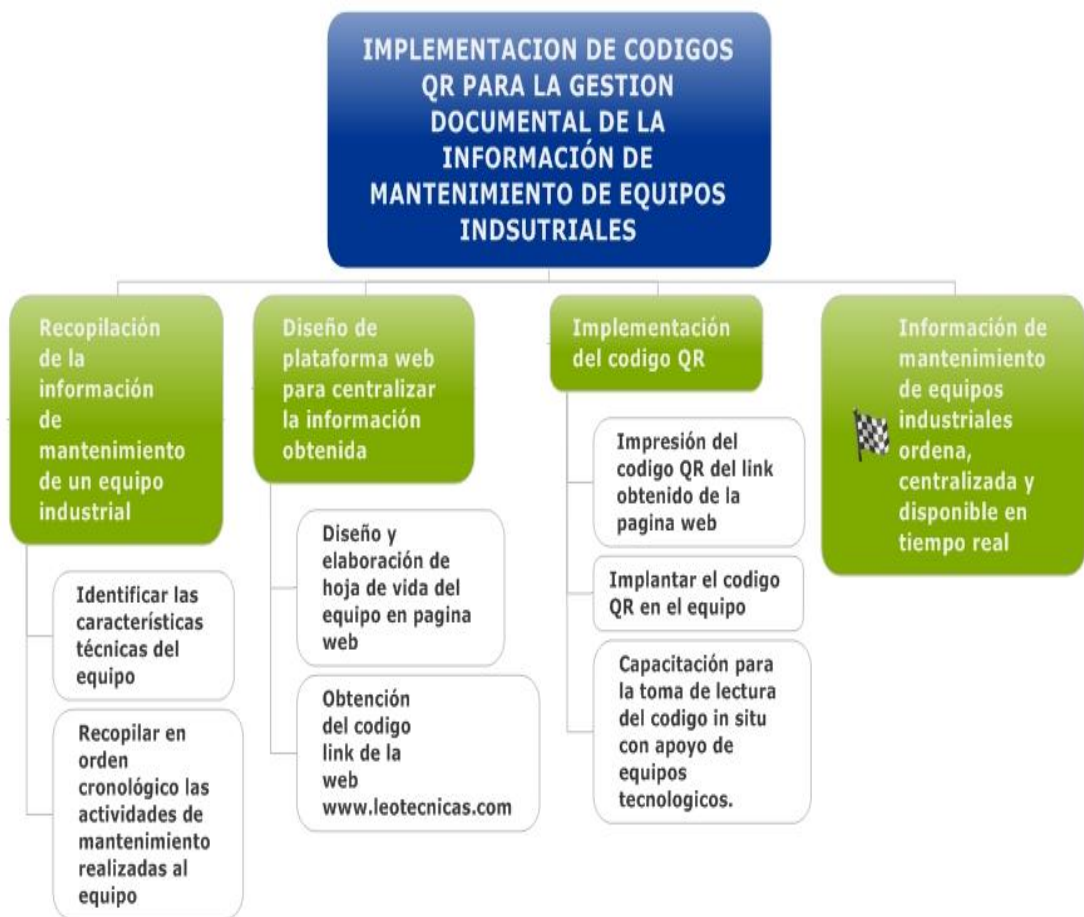 IMPLEMENTACION DE CODIGOS
QR PARA LA GESTION
DOCUMENTAL DE LA
INFORMACIÓN DE
MANTENIMIENTO DE EQUIPOS
INDSUTRIALES
Recopilación
de la
información
de
mantenimiento
de un equipo
industrial
Identificar las
características
técnicas del
equipo
Recopilar en
orden
cronológico las
actividades de
mantenimiento
realizadas al
equipo
Diseño de
plataforma web
para centralizar
la información
obtenida
Diseño y
elaboración de
hoja de vida del
equipo en pagina
web
Obtención
del codigo
link de la
web
www.leotecnicas.com
Implementación
del codigo QR
Impresión del
codigo QR del link
obtenido de la
pagina web
Implantar el codigo
QR en el equipo
Capacitación para
la toma de lectura
del codigo in situ
con apoyo de
equipos
tecnologicos.
Información de
mantenimiento
de equipos
industriales
ordena,
centralizada y
disponible en
tiempo real